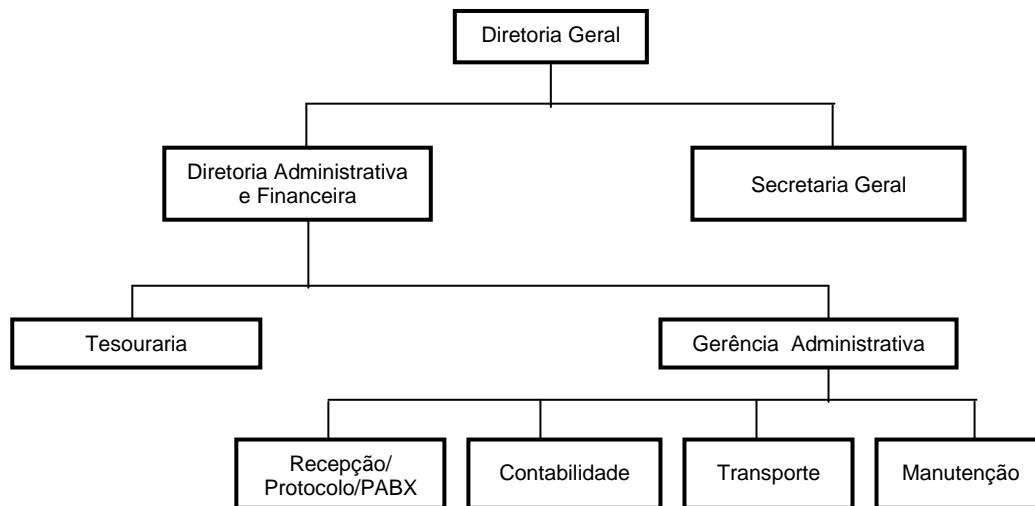 Diretoria Geral
Diretoria Administrativa
e Financeira
Secretaria Geral
Tesouraria
Gerência Administrativa
Recepção/
Protocolo/PABX
Contabilidade
Transporte
Manutenção